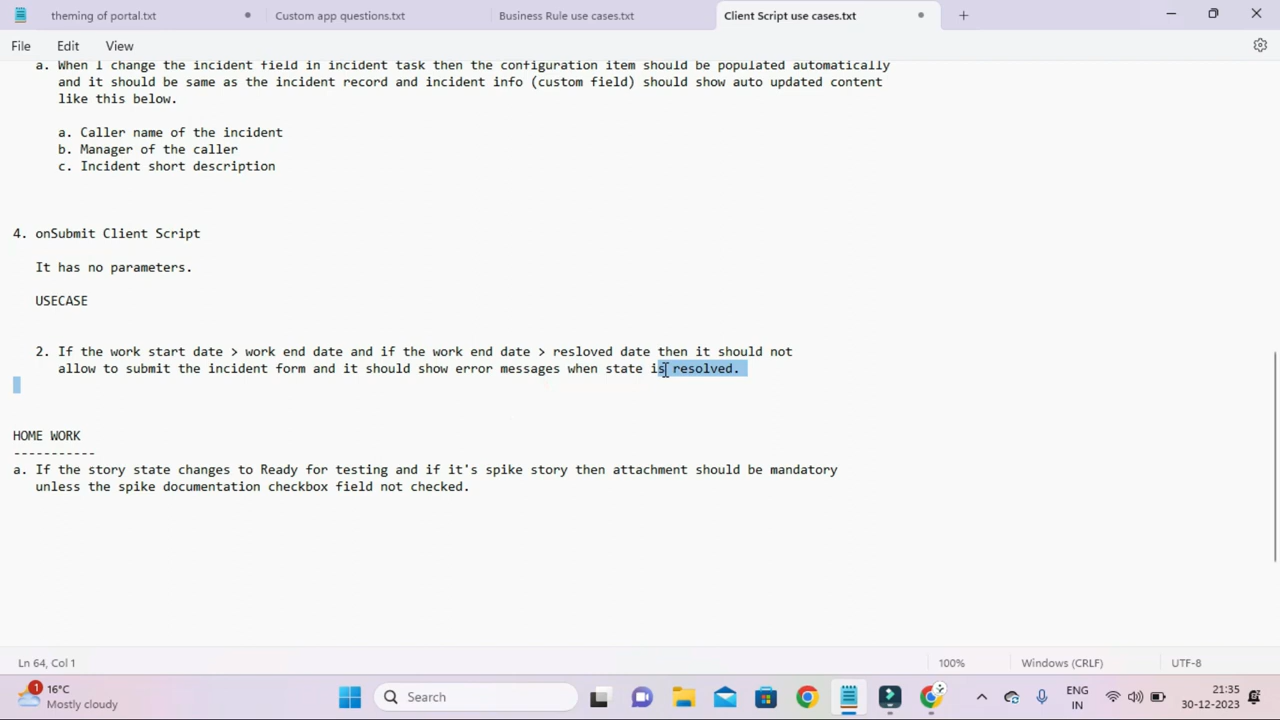 theming of portal.txt
Custom app questions.txt
Business Rule use cases.txt
Client Script use cases.txt
File Edit View
a. When I change the incident field in incident task then the configuration item should be populated automatically
and it should be same as the incident record and incident info (custom field) should show auto updated content
like this below.
a. Caller name of the incident
b. Manager of the caller
c. Incident short description
4. onSubmit Client Script
It has no parameters.
USECASE
2. If the work start date > work end date and if the work end date > resloved date then it should not
allow to submit the incident form and it should show error messages when state is resolved.
HOME WORK
-----------
a. If the story state changes to Ready for testing and if it's spike story then attachment should be mandatory
unless the spike documentation checkbox field not checked.
Ln 64, Col 1
100%
Windows (CRLF)
UTF-8
1
16°C
Mostly cloudy
Search
ENG
IN
21:35
30-12-2023